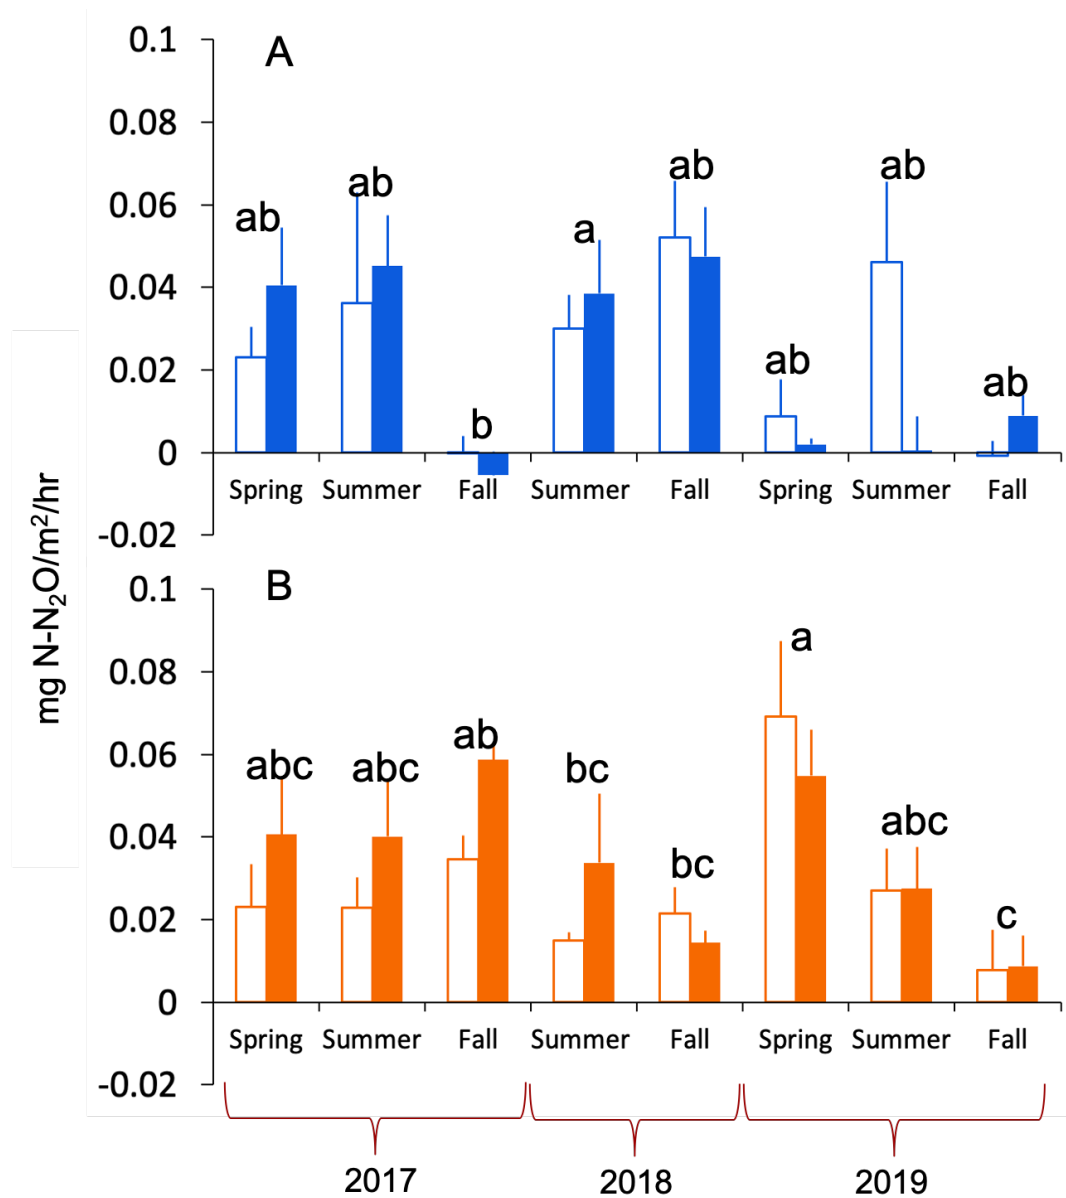 0.1
A
0.08
ab
ab
ab
ab
0.06
ab
a
0.04
ab
ab
0.02
b
0
Spring Summer Fall Summer Fall Spring Summer Fall
-0.02
mg N-N₂O/m²/hr
0.1
B
a
0.08
abc
abc
ab
bc
0.06
0.04
abc
bc
0.02
c
0
Spring Summer Fall Summer Fall Spring Summer Fall
-0.02
2017 2018 2019